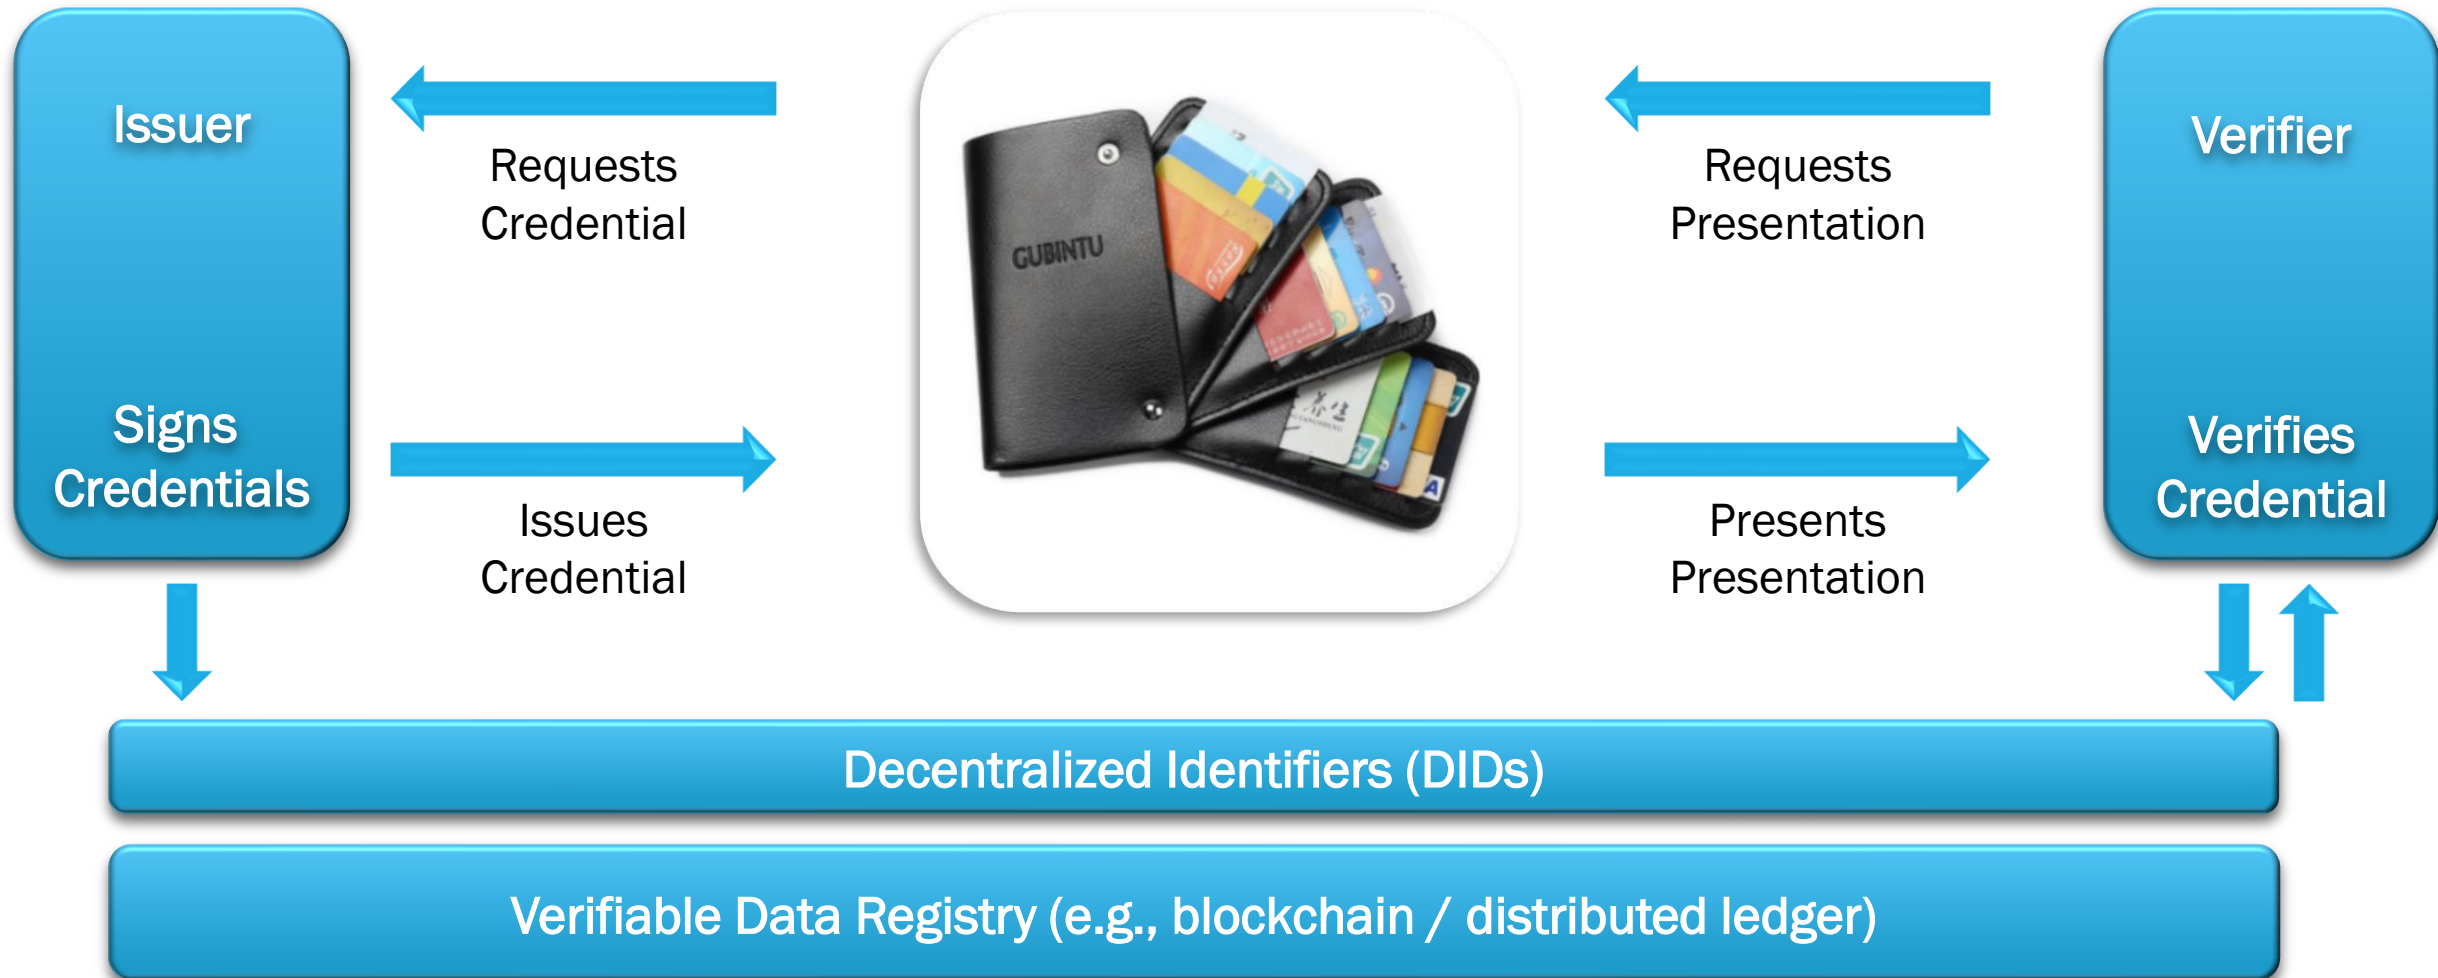 Issuer
Signs
Credentials
Requests
Credential
Issues
Credential
GUBINTU
Requests
Presentation
Presents
Presentation
Verifier
Verifies
Credential
Decentralized Identifiers (DIDs)
Verifiable Data Registry (e.g., blockchain / distributed ledger)